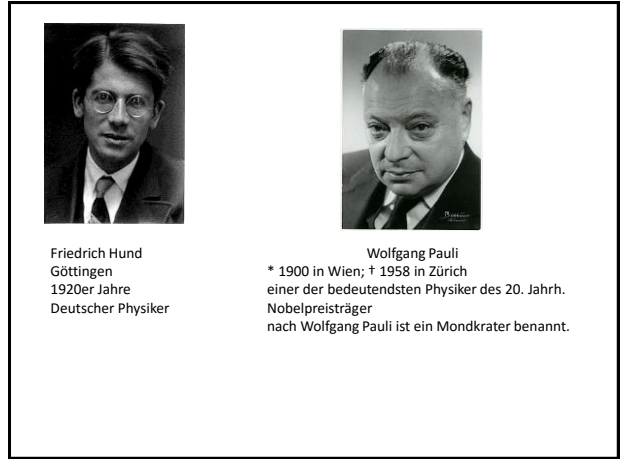 Friedrich Hund
Göttingen
1920er Jahre
Deutscher Physiker
Wolfgang Pauli
* 1900 in Wien; † 1958 in Zürich
einer der bedeutendsten Physiker des 20. Jahrh.
Nobelpreisträger
nach Wolfgang Pauli ist ein Mondkrater benannt.